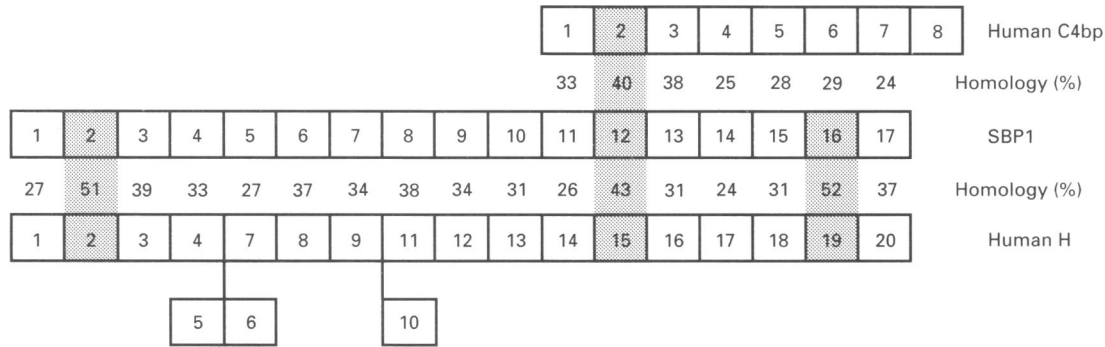 1 2 3 4 5 6 7 8 Human C4bp
33 40 38 25 28 29 24 Homology (%)
1 2 3 4 5 6 7 8 9 10 11 12 13 14 15 16 17 SBP1
27 51 39 33 27 37 34 38 34 31 26 43 31 24 31 52 37 Homology (%)
1 2 3 4 7 8 9 11 12 13 14 15 16 17 18 19 20 Human H
5 6 10